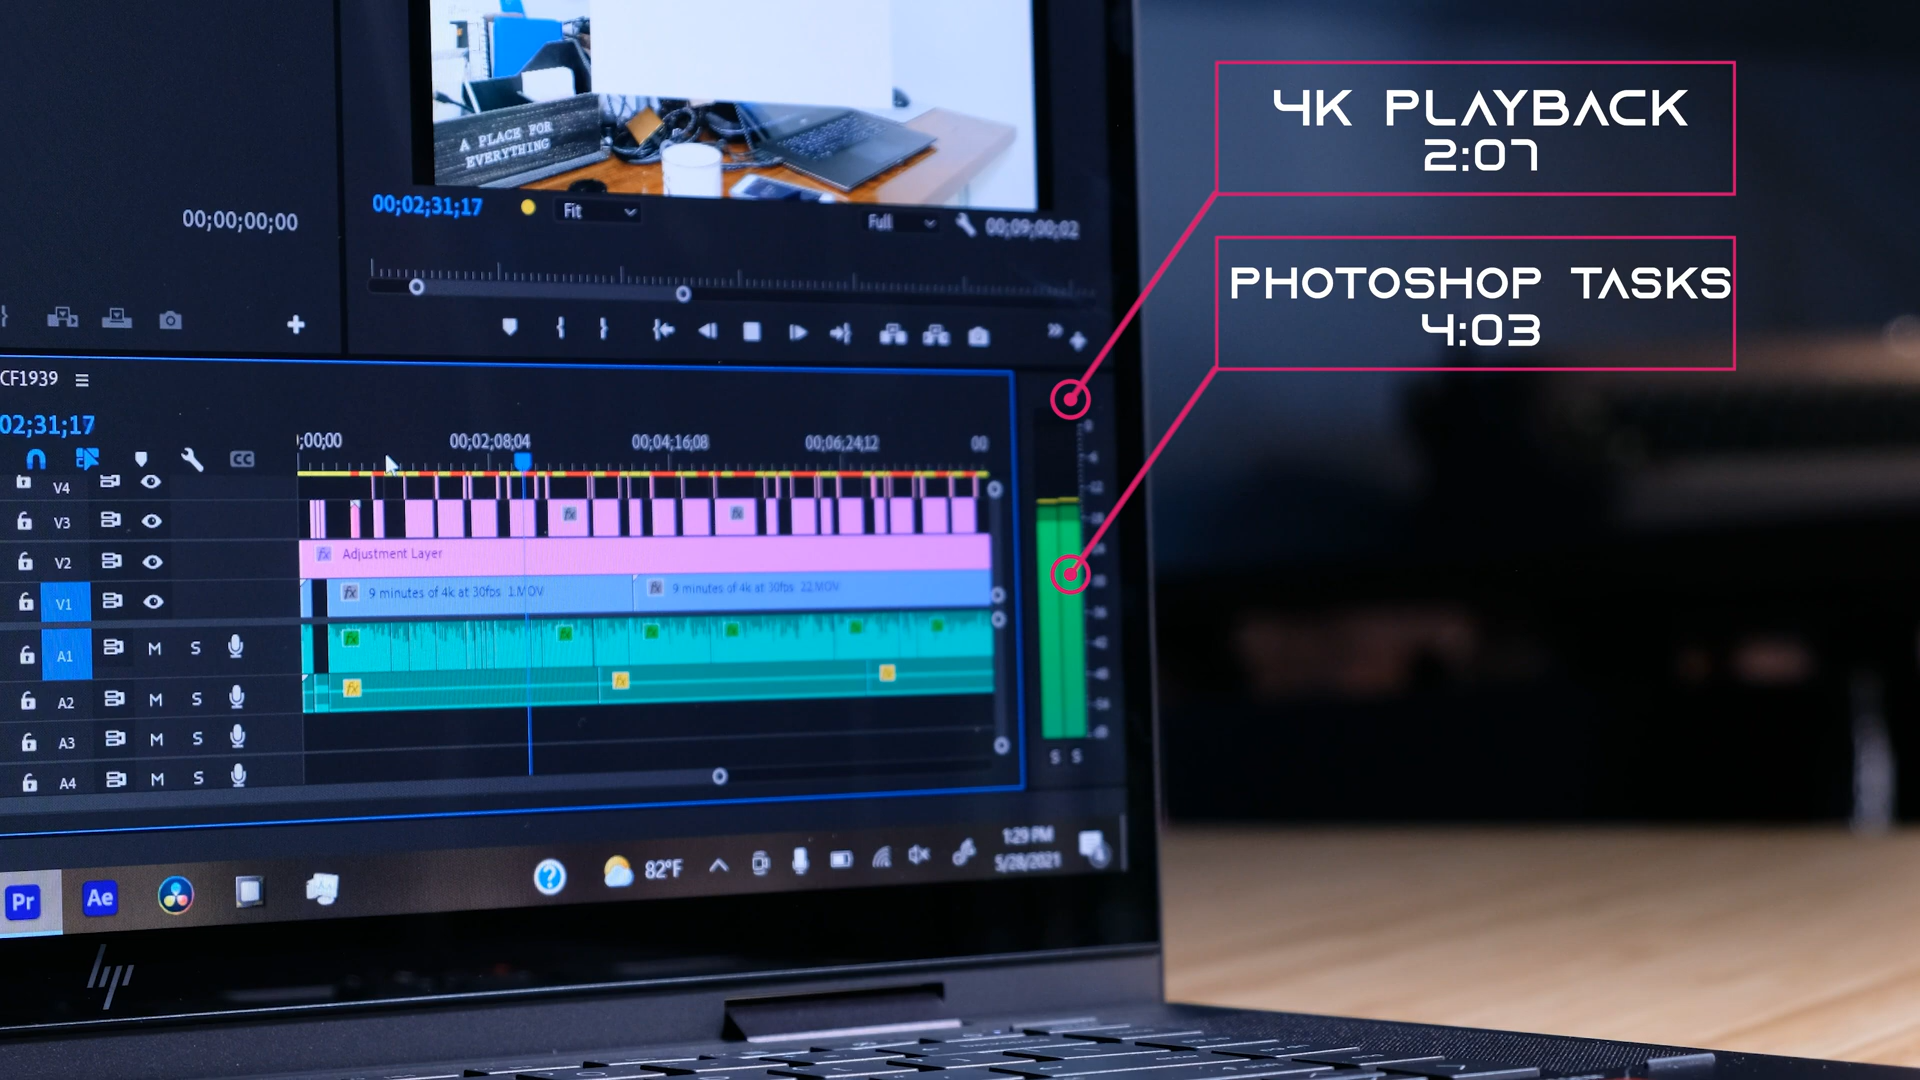 4K PLAYBACK
2:07
PHOTOSHOP TASKS
4:03
A PLACE FOR
EVERYTHING
00;00;00;00
00;02;31;17
Fit
Full
00;09;00;02
CF1939
02;31;17
;00;00
00;02;08;04
00;04;16;08
00;06;24;12
00
CC
V4
V3
V2
Adjustment Layer
V1
9 minutes of 4k at 30fps 1.MOV
9 minutes of 4k at 30fps 22.MOV
A1 M S
A2 M S
A3 M S
A4 M S
S S
Pr
Ae
82°F
1:29 PM
5/28/2021
hp